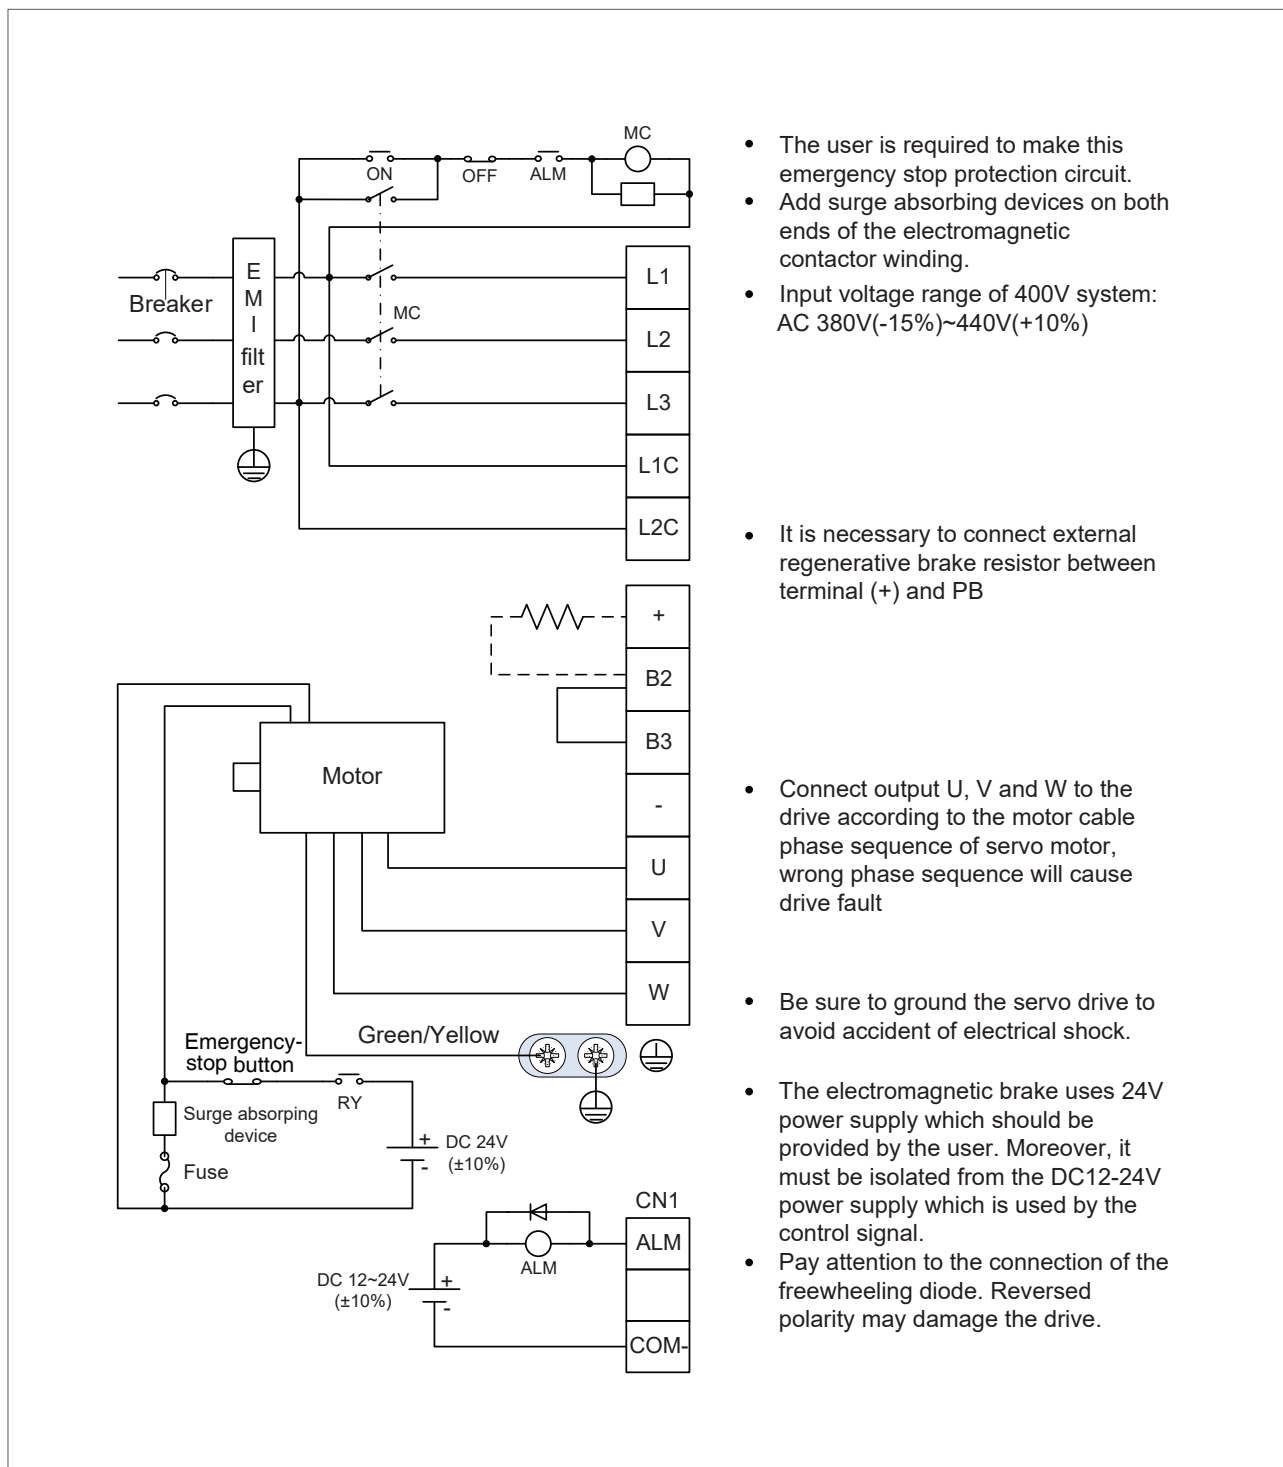 MC
ON
OFF
ALM
E
M
I
filt
er
Breaker
MC
L1
L2
L3
L1C
L2C
+
B2
B3
-
U
V
W
Motor
Green/Yellow
Emergency-
stop button
RY
Surge absorping
device
Fuse
+
-
DC 24V
(±10%)
CN1
ALM
COM-
ALM
DC 12~24V
(±10%)
+
-
• The user is required to make this
emergency stop protection circuit.
• Add surge absorbing devices on both
ends of the electromagnetic
contactor winding.
• Input voltage range of 400V system:
AC 380V(-15%)~440V(+10%)
• It is necessary to connect external
regenerative brake resistor between
terminal (+) and PB
• Connect output U, V and W to the
drive according to the motor cable
phase sequence of servo motor,
wrong phase sequence will cause
drive fault
• Be sure to ground the servo drive to
avoid accident of electrical shock.
• The electromagnetic brake uses 24V
power supply which should be
provided by the user. Moreover, it
must be isolated from the DC12-24V
power supply which is used by the
control signal.
• Pay attention to the connection of the
freewheeling diode. Reversed
polarity may damage the drive.